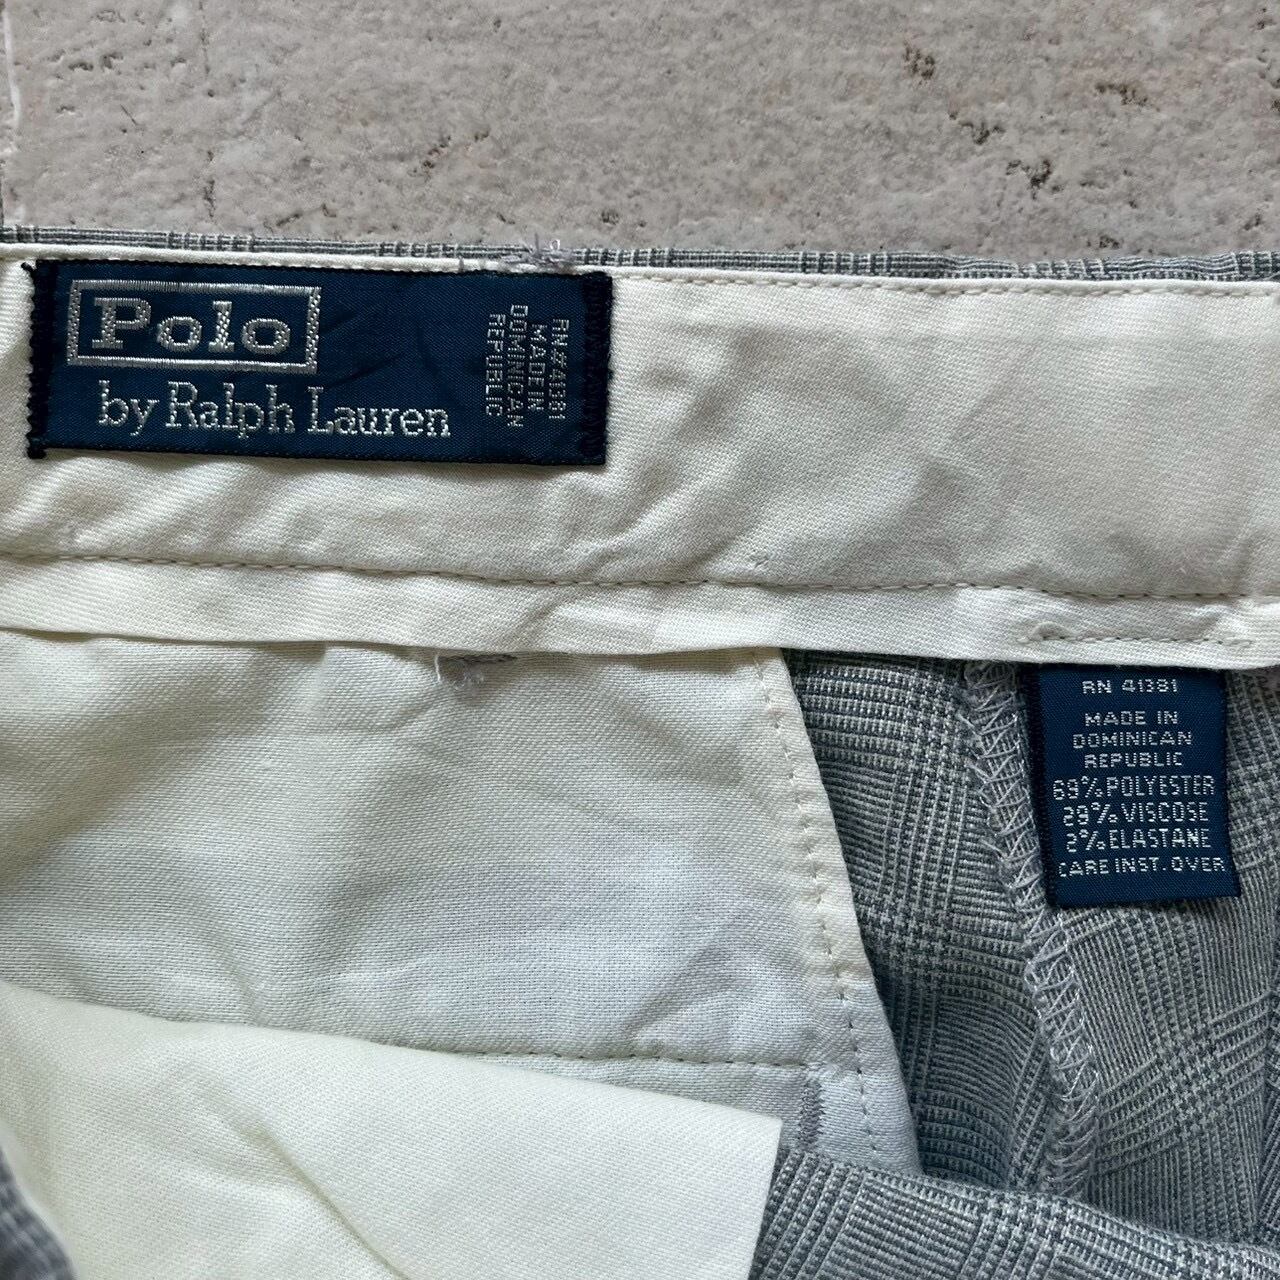 Polo
by Ralph Lauren
RN#41381
MADE IN
DOMINICAN
REPUBLIC
RN 41381
MADE IN
DOMINICAN
REPUBLIC
69% POLYESTER
29% VISCOSE
2% ELASTANE
CARE INST. OVER